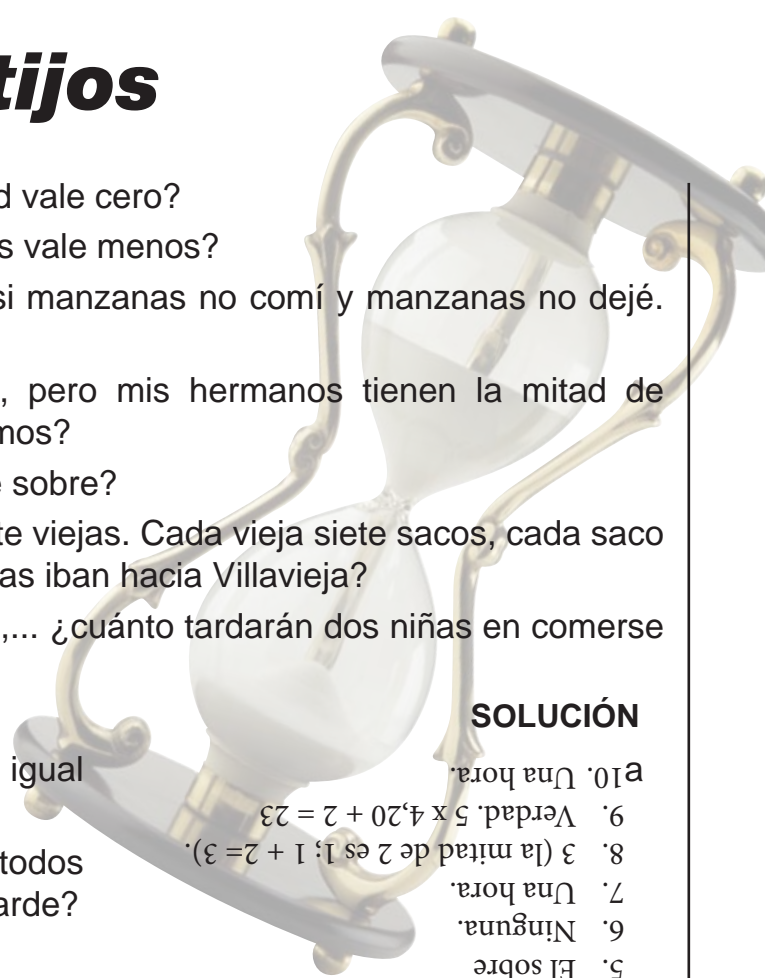 tijos
d vale cero?
s vale menos?
si manzanas no comí y manzanas no dejé.
, pero mis hermanos tienen la mitad de
mos?
e sobre?
te viejas. Cada vieja siete sacos, cada saco
as iban hacia Villavieja?
,... ¿cuánto tardarán dos niñas en comerse
igual
todos
arde?
SOLUCIÓN
5. El sobre
6. Ninguna.
7. Una hora.
8. 3 (la mitad de 2 es 1; 1 + 2= 3).
9. Verdad. 5 x 4,20 + 2 = 23
a
10. Una hora.